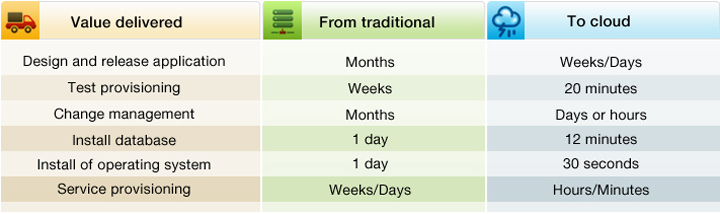 Value delivered From traditional To cloud
Design and release application Months Weeks/Days
Test provisioning Weeks 20 minutes
Change management Months Days or hours
Install database 1 day 12 minutes
Install of operating system 1 day 30 seconds
Service provisioning Weeks/Days Hours/Minutes